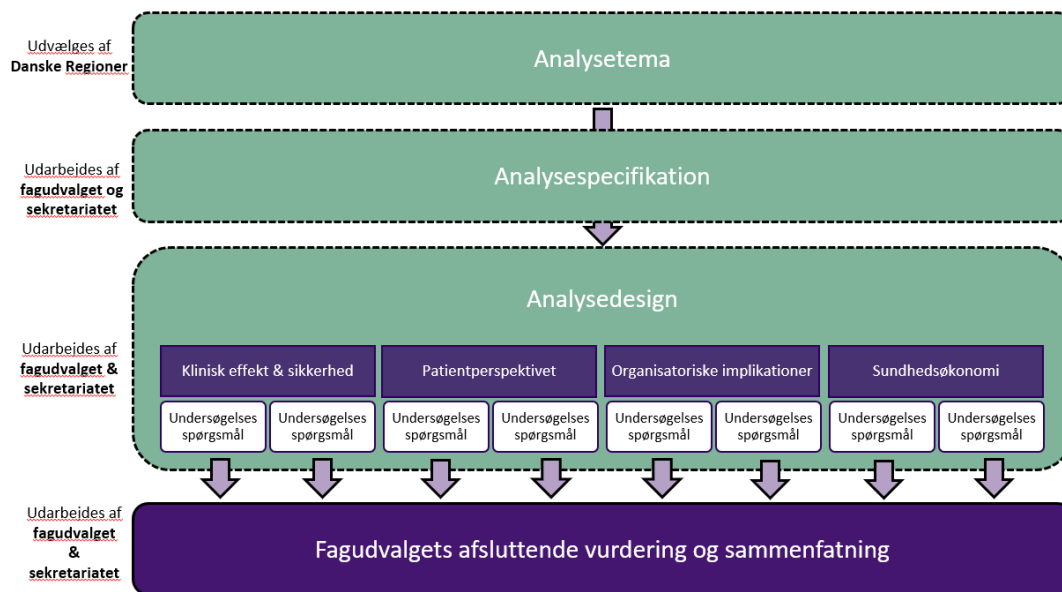 Udvælges af
Danske Regioner
Analysetema
Udarbejdes af
fagudvalget og
sekretariatet
Analysespecifikation
Analysedesign
Udarbejdes af
fagudvalget &
sekretariatet
Klinisk effekt & sikkerhed
Patientperspektivet
Organisatoriske implikationer
Sundhedsøkonomi
Undersøgelses
spørgsmål
Undersøgelses
spørgsmål
Undersøgelses
spørgsmål
Undersøgelses
spørgsmål
Undersøgelses
spørgsmål
Undersøgelses
spørgsmål
Undersøgelses
spørgsmål
Undersøgelses
spørgsmål
Udarbejdes af
fagudvalget
&
sekretariatet
Fagudvalgets afsluttende vurdering og sammenfatning